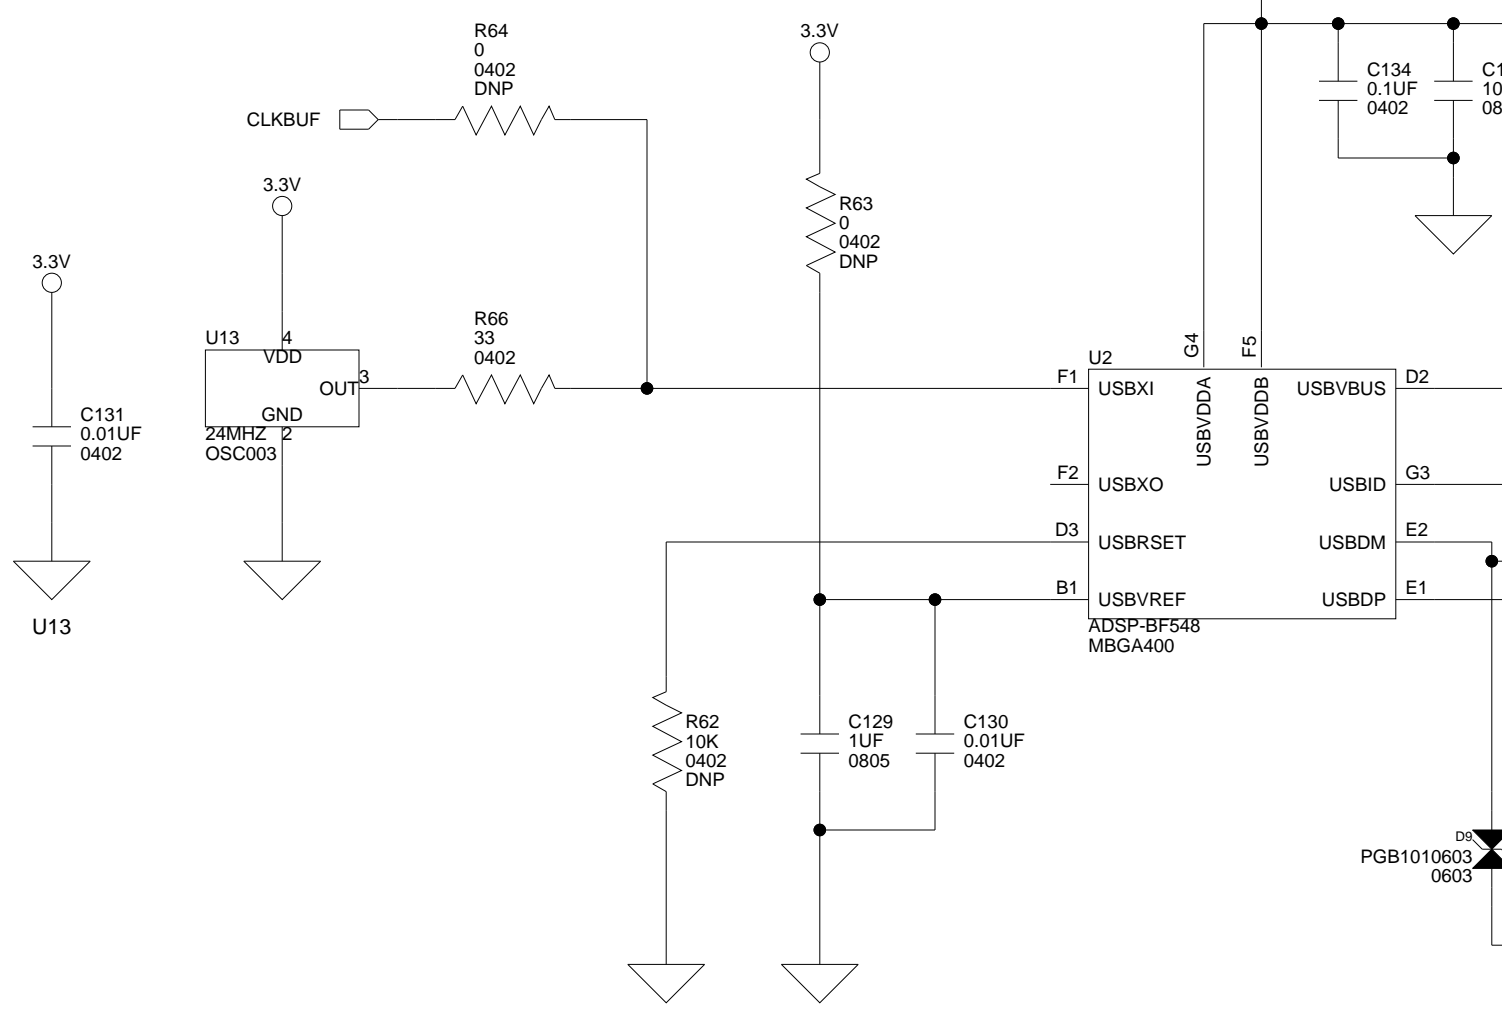 R64
0
0402
DNP
CLKBUF
3.3V
3.3V
3.3V
R63
0
0402
DNP
C134
0.1UF
0402
U13
4
VDD
OUT
3
GND
24MHZ
2
OSC003
R66
33
0402
C131
0.01UF
0402
U13
U2
G4
F5
F1
USBXI
USBVDDA
USBVDDB
USBVBUS
D2
F2
USBXO
USBID
G3
D3
USBRSET
USBDM
E2
B1
USBVREF
USBDP
E1
ADSP-BF548
MBGA400
R62
10K
0402
DNP
C129
1UF
0805
C130
0.01UF
0402
D9
PGB1010603
0603